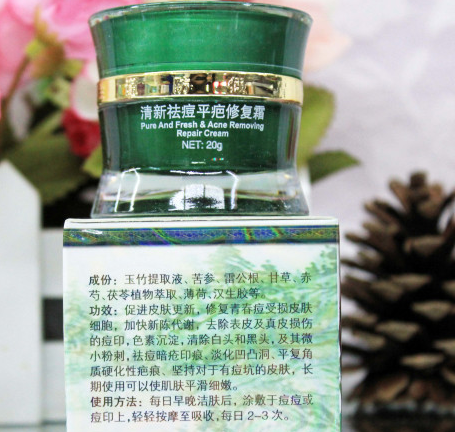 清新祛痘平疤修复霜
Pure And Fresh & Acne Removing
Repair Cream
NET: 20g
成份：玉竹提取液、苦参、雷公根、甘草、赤
芍、茯苓植物萃取、薄荷、汉生胶等。
功效：促进皮肤更新，修复青春痘受损皮肤
细胞，加快新陈代谢，去除表皮及真皮损伤
的痘印，色素沉淀，清除白头和黑头，及其微
小粉刺，祛痘暗疮印痕、淡化凹凸洞、平复角
质硬化性疤痕、坚持对于有痘坑的皮肤，长
期使用可以使肌肤平滑细嫩。
使用方法：每日早晚洁肤后，涂敷于痘痘或
痘印上，轻轻按摩至吸收，每日2-3次。